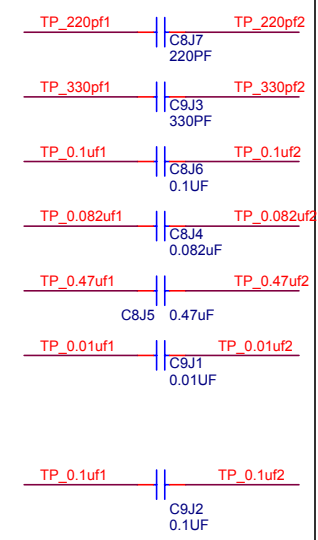 TP_220pf1 TP_220pf2
C8J7
220PF
TP_330pf1 TP_330pf2
C9J3
330PF
TP_0.1uf1 TP_0.1uf2
C8J6
0.1UF
TP_0.082uf1 TP_0.082uf2
C8J4
0.082uF
TP_0.47uf1 TP_0.47uf2
C8J5 0.47uF
TP_0.01uf1 TP_0.01uf2
C9J1
0.01UF
TP_0.1uf1 TP_0.1uf2
C9J2
0.1UF